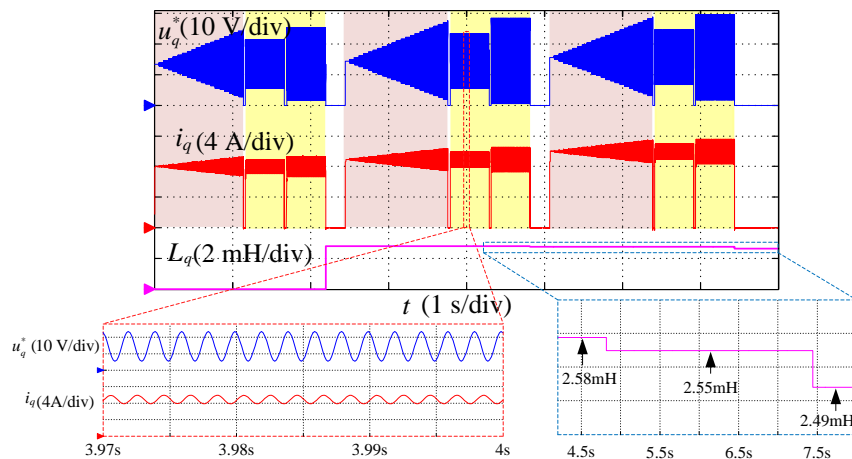 u_q^* (10 V/div)
i_q (4 A/div)
L_q (2 mH/div)
t (1 s/div)
u_q^* (10 V/div)
i_q (4A/div)
3.97s 3.98s 3.99s 4s
2.58mH
2.55mH
2.49mH
4.5s 5.5s 6.5s 7.5s